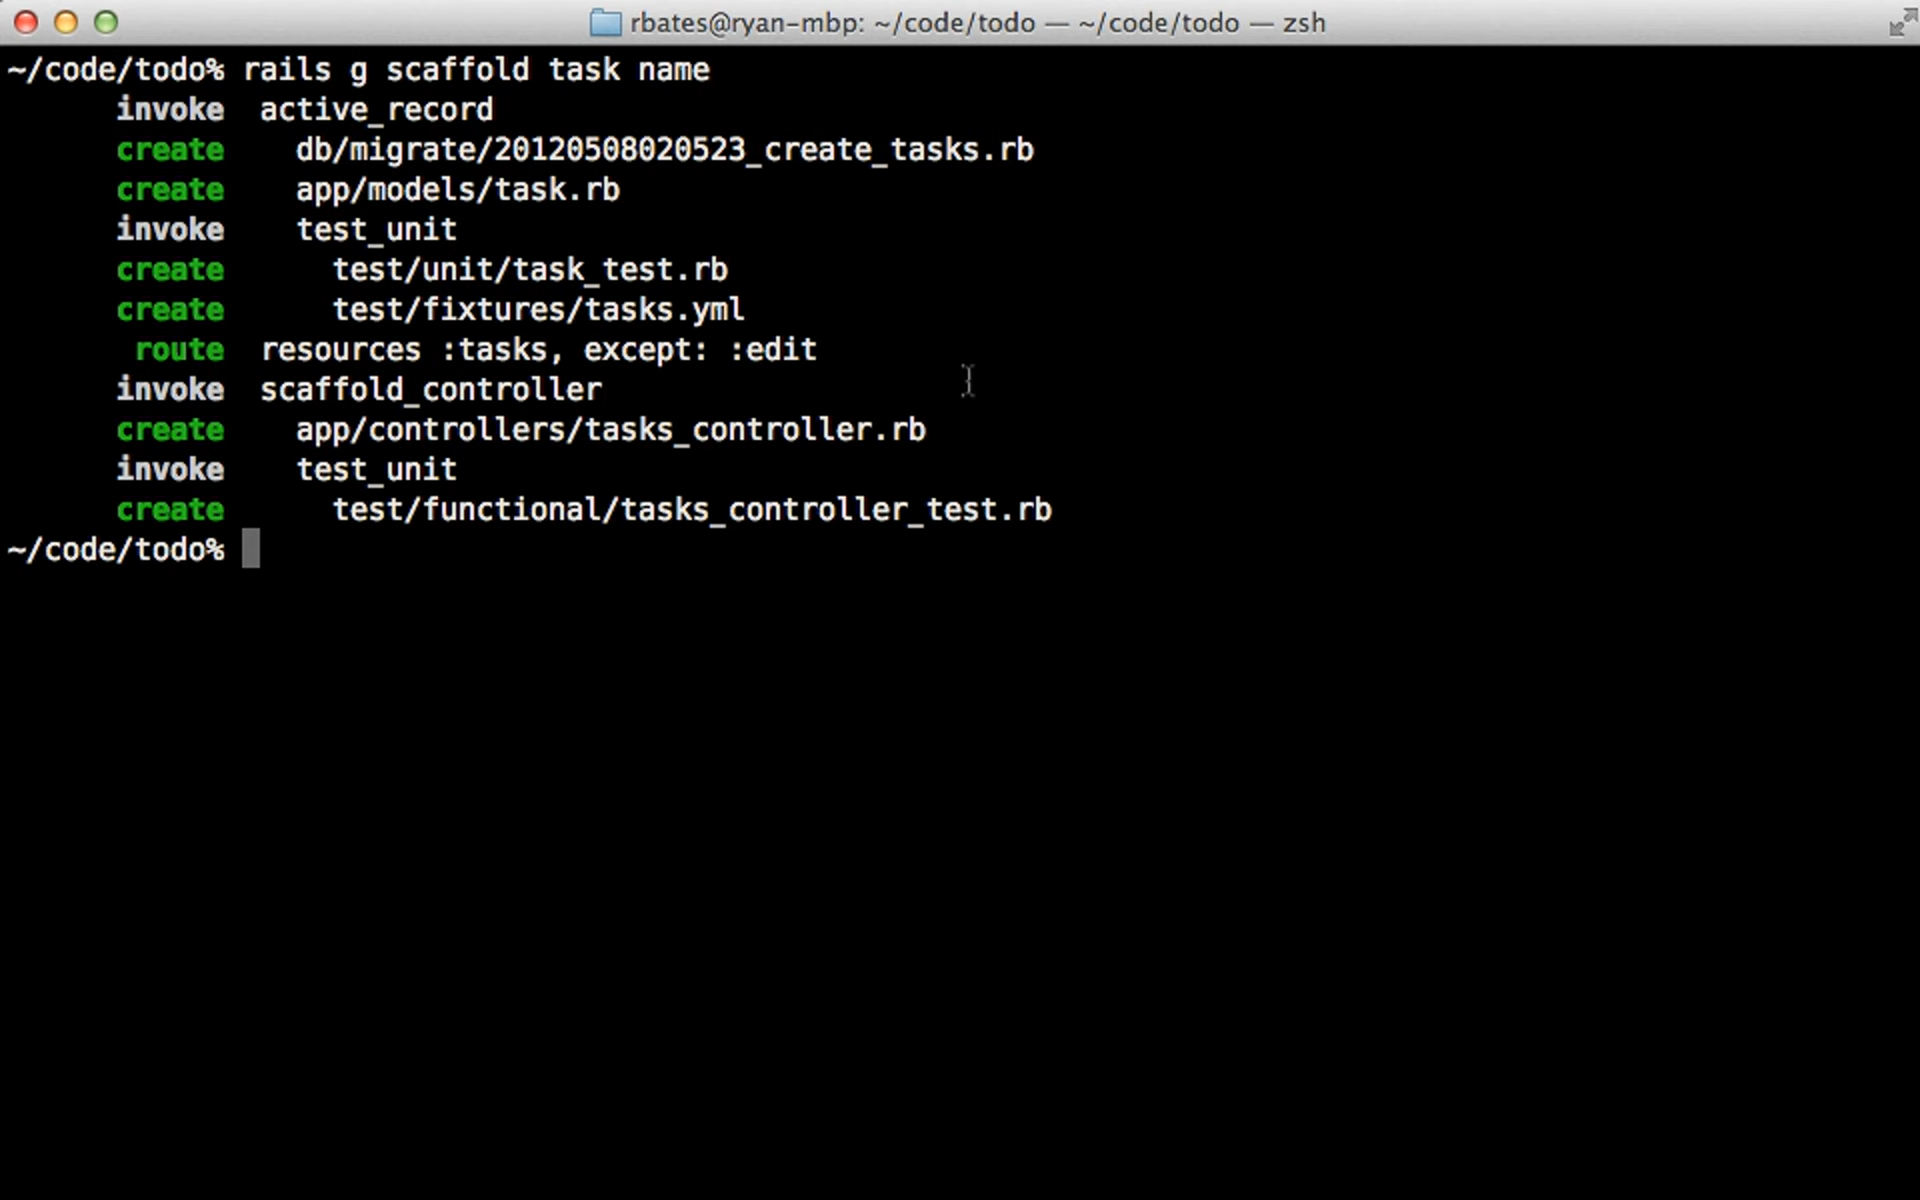 rbates@ryan-mbp: ~/code/todo — ~/code/todo — zsh
~/code/todo% rails g scaffold task name
      invoke  active_record
      create    db/migrate/20120508020523_create_tasks.rb
      create    app/models/task.rb
      invoke    test_unit
      create      test/unit/task_test.rb
      create      test/fixtures/tasks.yml
       route  resources :tasks, except: :edit
      invoke  scaffold_controller
      create    app/controllers/tasks_controller.rb
      invoke    test_unit
      create      test/functional/tasks_controller_test.rb
~/code/todo%